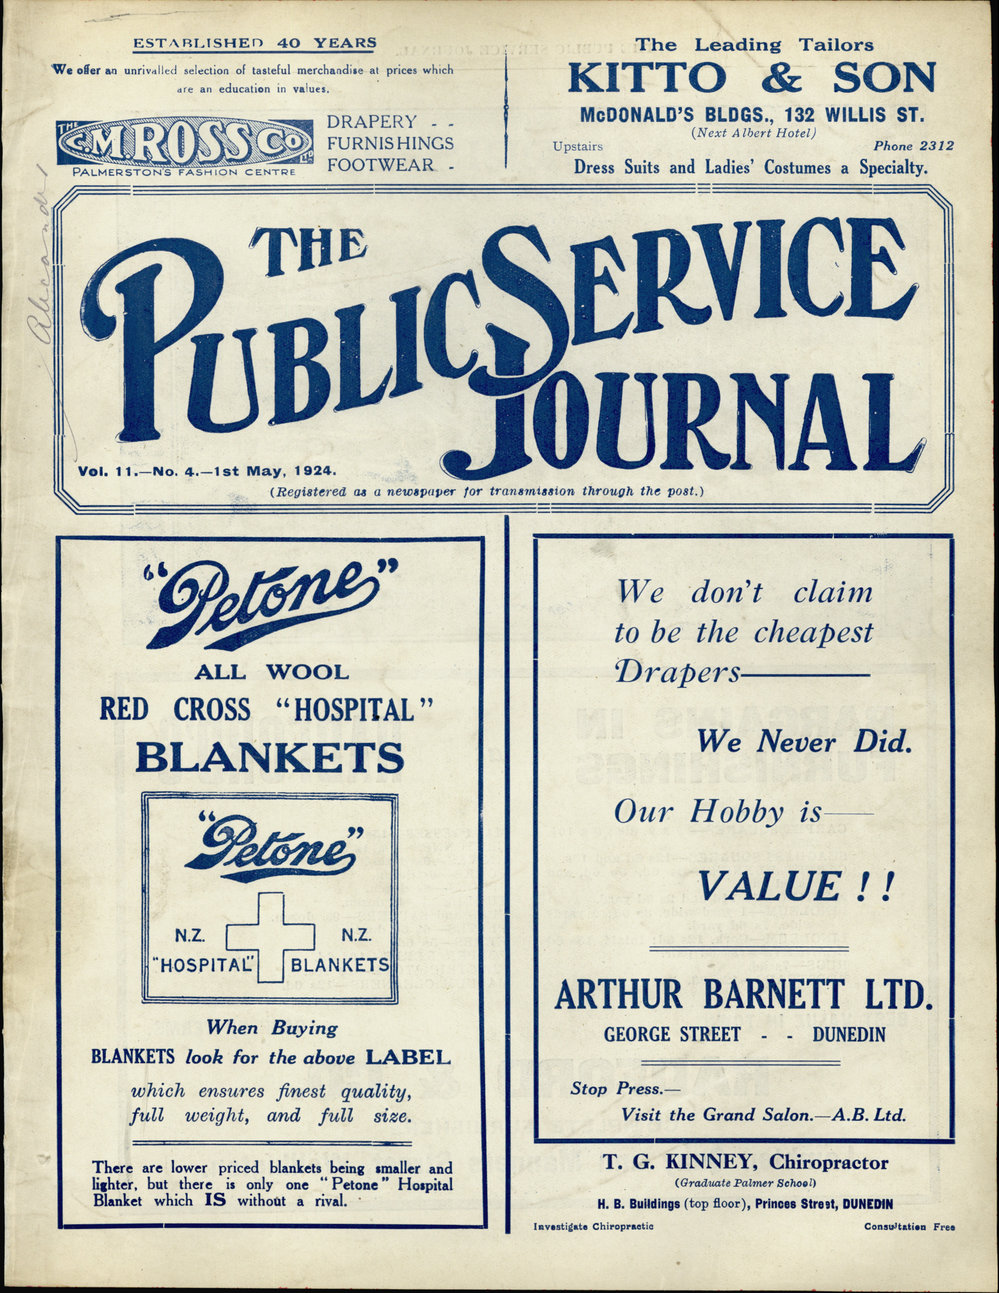 ESTABLISHED 40 YEARS
We offer an unrivalled selection of tasteful merchandise at prices which
are an education in values.
THE C.M. ROSS CO LTD
PALMERSTON'S FASHION CENTRE
DRAPERY - -
FURNISHINGS
FOOTWEAR -
The Leading Tailors
KITTO & SON
McDONALD'S BLDGS., 132 WILLIS ST.
(Next Albert Hotel)
Upstairs Phone 2312
Dress Suits and Ladies' Costumes a Specialty.
THE
PUBLIC SERVICE
JOURNAL
Vol. 11.—No. 4.—1st May, 1924.
(Registered as a newspaper for transmission through the post.)
"Petone"
ALL WOOL
RED CROSS "HOSPITAL"
BLANKETS
"Petone"
N.Z. N.Z.
"HOSPITAL" BLANKETS
When Buying
BLANKETS look for the above LABEL
which ensures finest quality,
full weight, and full size.
There are lower priced blankets being smaller and
lighter, but there is only one "Petone" Hospital
Blanket which IS without a rival.
We don't claim
to be the cheapest
Drapers—
We Never Did.
Our Hobby is—
VALUE !!
ARTHUR BARNETT LTD.
GEORGE STREET - - DUNEDIN
Stop Press.—
Visit the Grand Salon.—A.B. Ltd.
T. G. KINNEY, Chiropractor
(Graduate Palmer School)
H. B. Buildings (top floor), Princes Street, DUNEDIN
Investigate Chiropractic Consultation Free